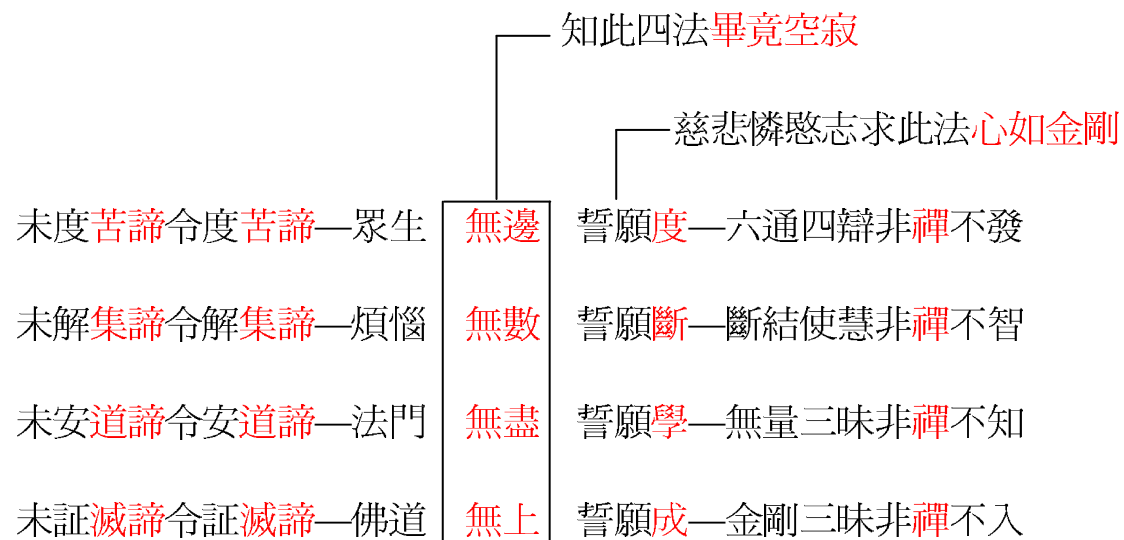 知此四法畢竟空寂
慈悲憐愍志求此法心如金剛
未度苦諦令度苦諦—眾生 無邊 誓願度—六通四辯非禪不發
未解集諦令解集諦—煩惱 無數 誓願斷—斷結使慧非禪不智
未安道諦令安道諦—法門 無盡 誓願學—無量三昧非禪不知
未証滅諦令証滅諦—佛道 無上 誓願成—金剛三昧非禪不入